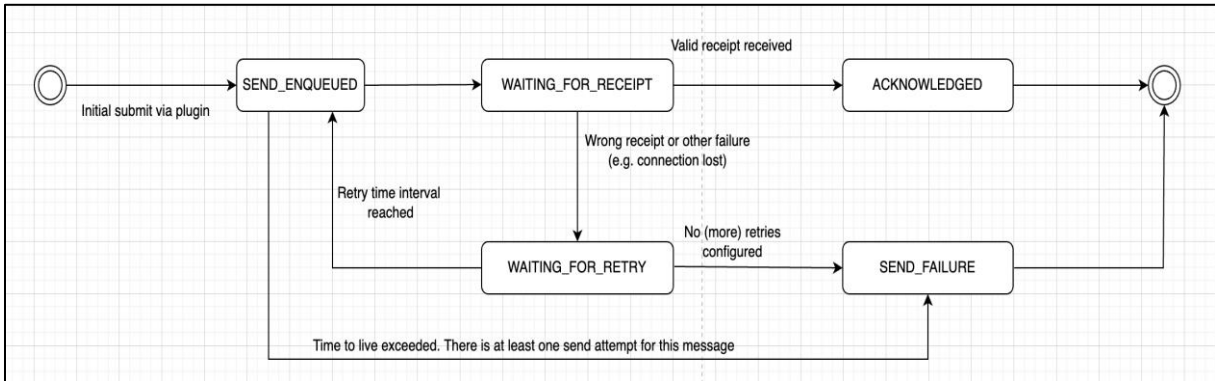 Valid receipt received
SEND_ENQUEUED
WAITING_FOR_RECEIPT
ACKNOWLEDGED
Initial submit via plugin
Wrong receipt or other failure
(e.g. connection lost)
Retry time interval
reached
No (more) retries
configured
WAITING_FOR_RETRY
SEND_FAILURE
Time to live exceeded. There is at least one send attempt for this message